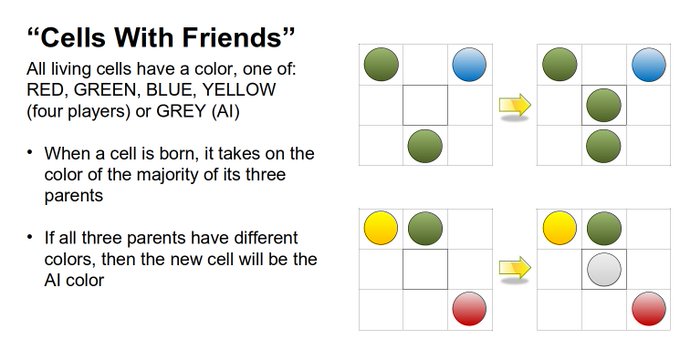 “Cells With Friends”
All living cells have a color, one of:
RED, GREEN, BLUE, YELLOW
(four players) or GREY (AI)
• When a cell is born, it takes on the
color of the majority of its three
parents
• If all three parents have different
colors, then the new cell will be the
AI color